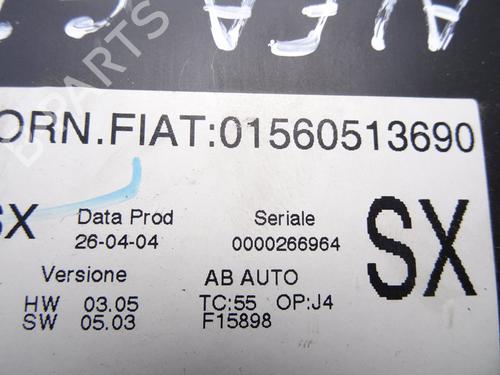 ORN.FIAT:01560513690
SX
Data Prod
Seriale
SX
26-04-04
0000266964
Versione
AB AUTO
HW 03.05
TC:55 OP:J4
SW 05.03
F15898